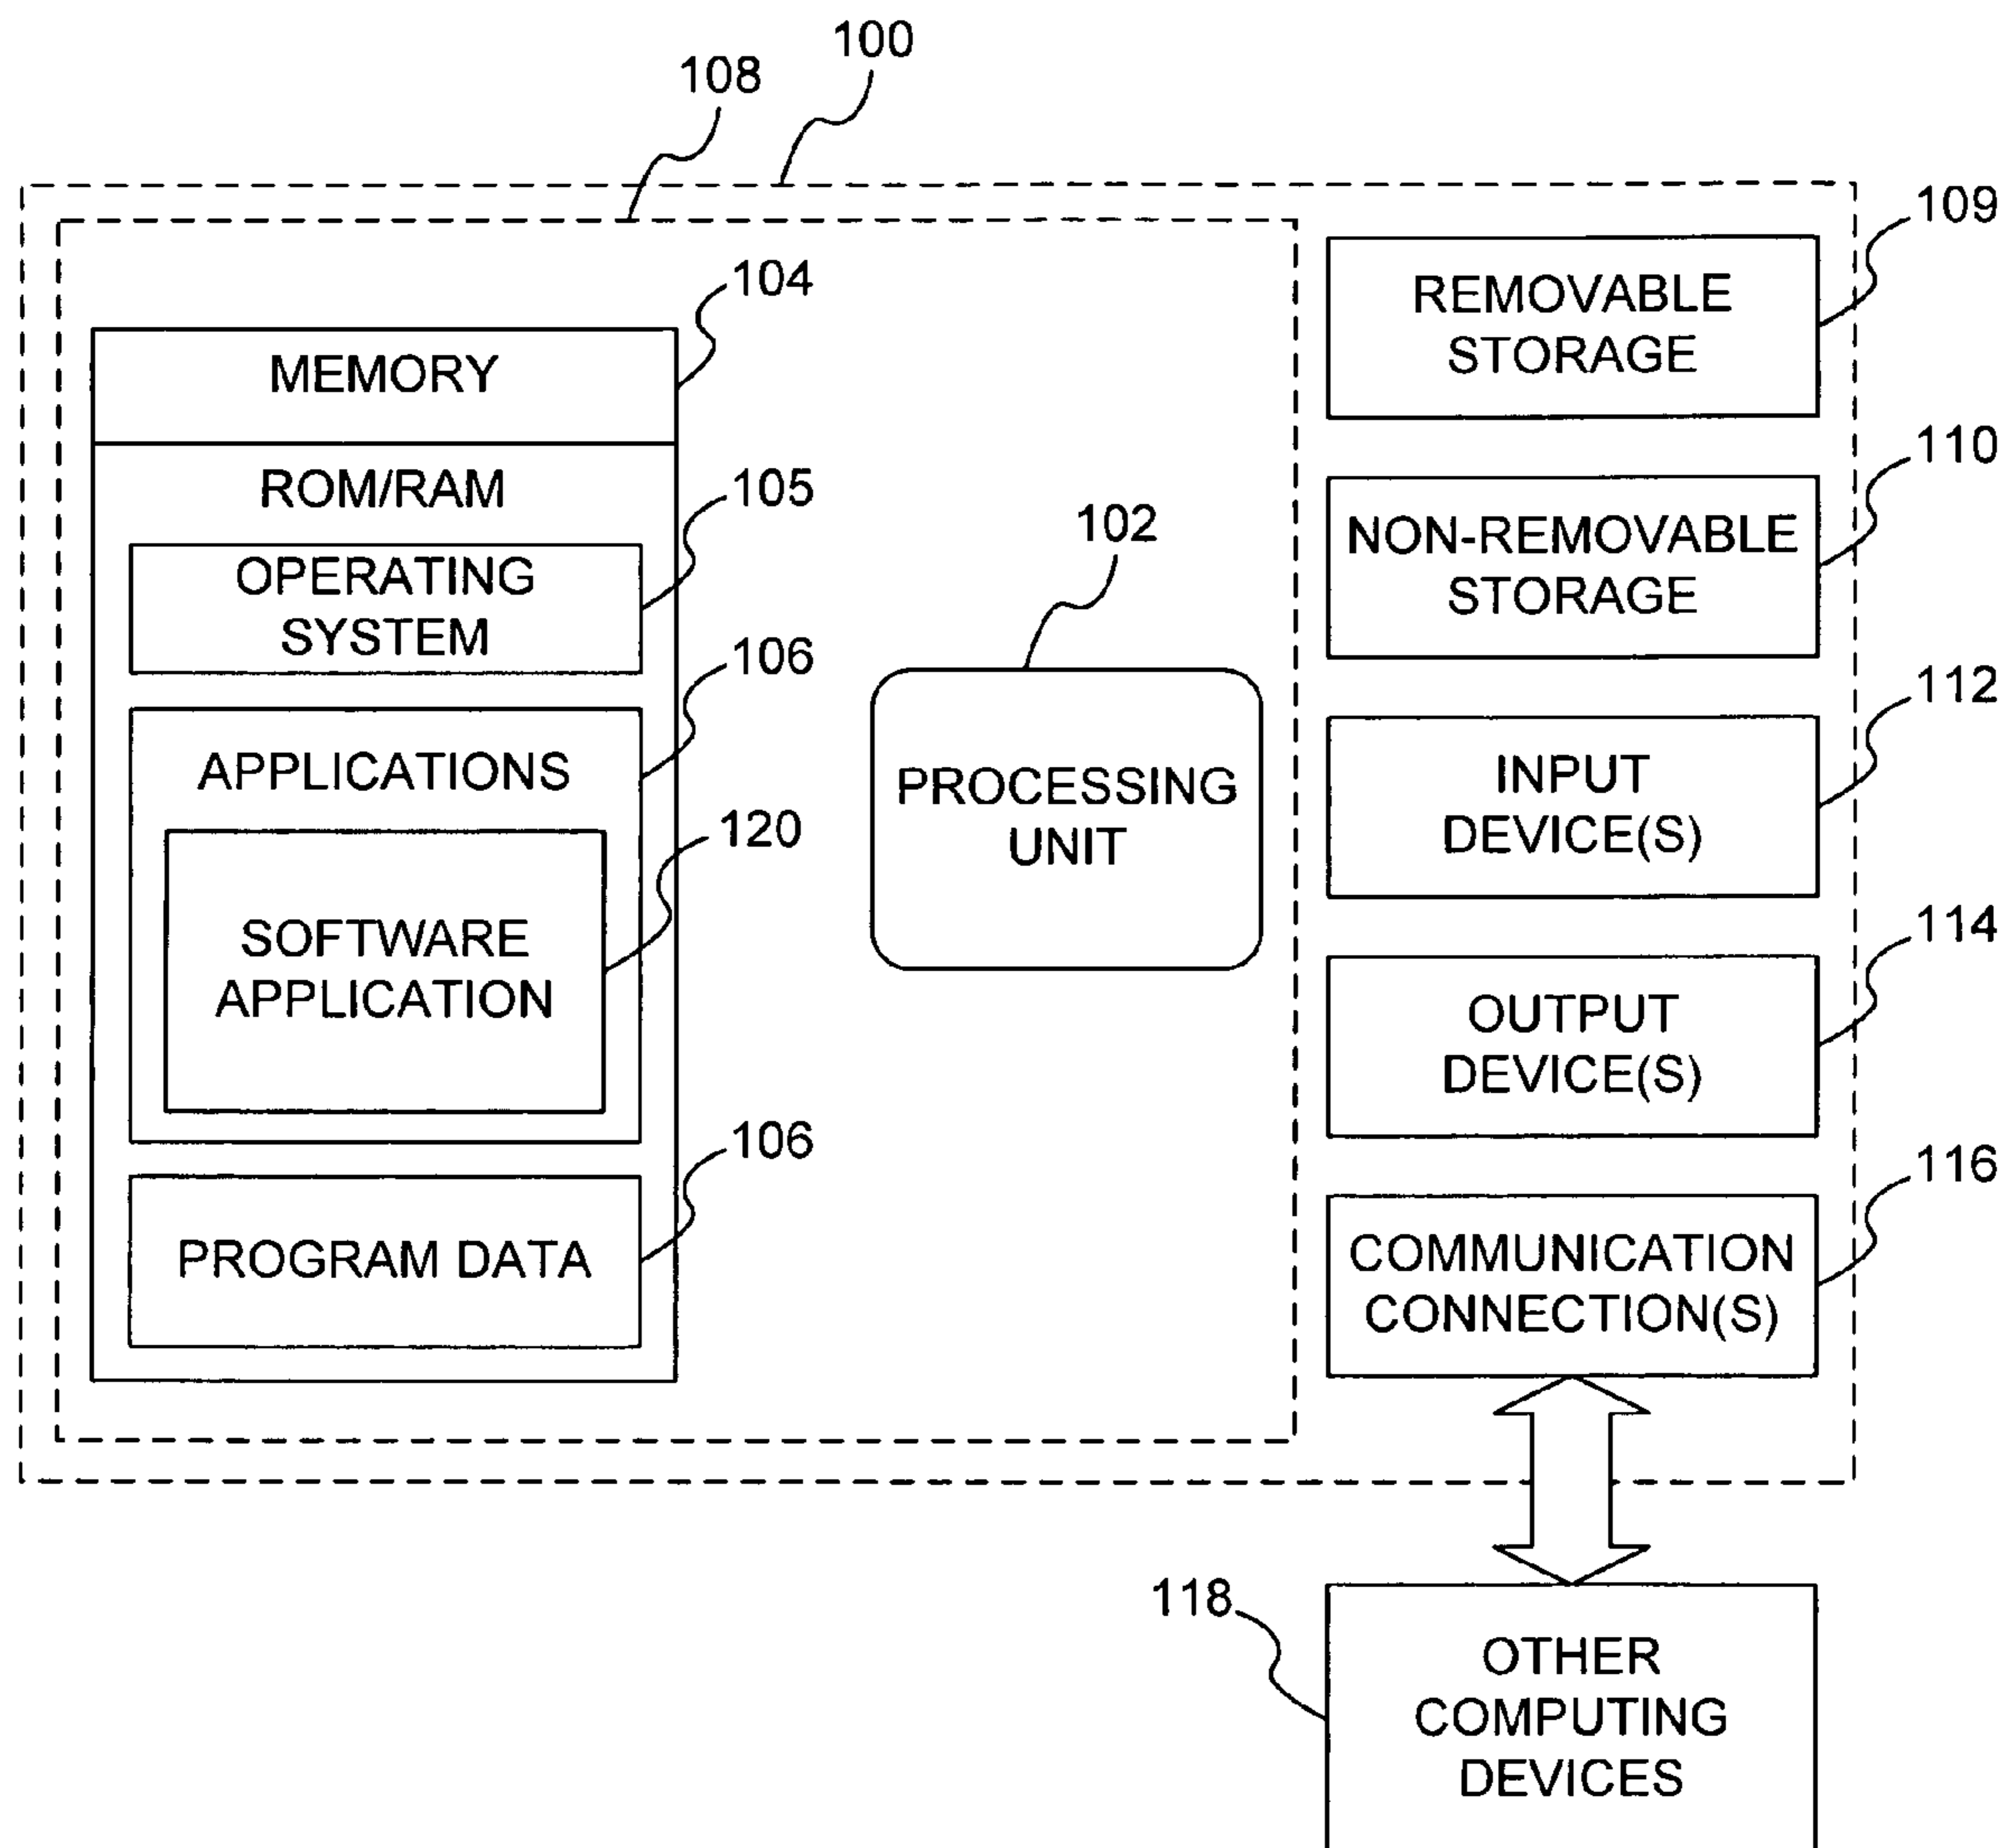 100
108
109
104
REMOVABLE
STORAGE
MEMORY
110
ROM/RAM
105
102
NON-REMOVABLE
STORAGE
OPERATING
SYSTEM
106
112
APPLICATIONS
120
PROCESSING
UNIT
INPUT
DEVICE(S)
114
SOFTWARE
APPLICATION
OUTPUT
DEVICE(S)
106
116
PROGRAM DATA
COMMUNICATION
CONNECTION(S)
118
OTHER
COMPUTING
DEVICES